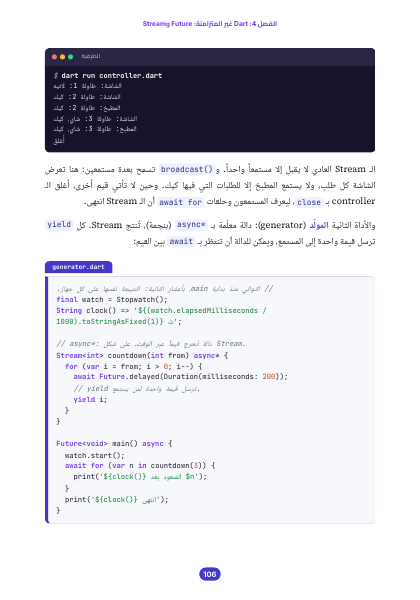 الفصل 4: Dart غير المتزامنة: Future وStream
الطرفية
$ dart run controller.dart
الشاشة: طاولة 1: لاتيه
الشاشة: طاولة 2: كيك
المطبخ: طاولة 2: كيك
الشاشة: طاولة 3: شاي، كيك
المطبخ: طاولة 3: شاي، كيك
أُغلق
الـ Stream العادي لا يقبل إلا مستمعاً واحداً. و broadcast() تسمح بعدة مستمعين: هنا تعرض
الشاشة كل طلب، ولا يستمع المطبخ إلا للطلبات التي فيها كيك. وحين لا تأتي قيم أخرى، أَغلق الـ
controller بـ close، ليعرف المستمعون وحلقات await for أن الـ Stream انتهى.
والأداة الثانية المولّد (generator): دالة معلّمة بـ async* (بنجمة)، تُنتج Stream. كل yield
ترسل قيمة واحدة إلى المستمع، ويمكن للدالة أن تنتظر بـ await بين القيم:
generator.dart
// الثواني منذ بداية main، بأعشار الثانية: النتيجة نفسها على كل جهاز.
final watch = Stopwatch();
String clock() => '${(watch.elapsedMilliseconds /
1000).toStringAsFixed(1)} ث';
// async*: دالة تُخرج قيماً عبر الوقت، على شكل Stream.
Stream<int> countdown(int from) async* {
for (var i = from; i > 0; i--) {
await Future.delayed(Duration(milliseconds: 200));
// yield ترسل قيمة واحدة لمن يستمع.
yield i;
}
}
Future<void> main() async {
watch.start();
await for (var n in countdown(3)) {
print('${clock()} الصعود بعد $n');
}
print('${clock()} انتهى');
}
106